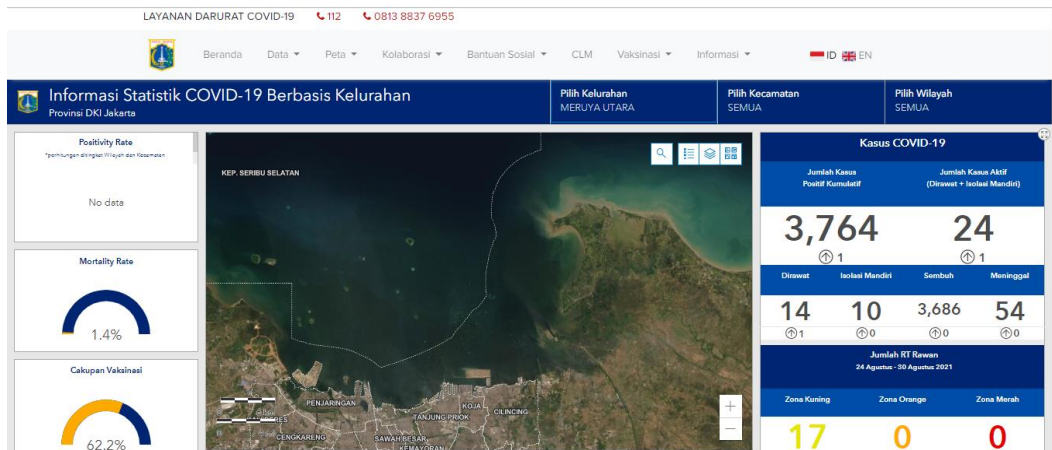 LAYANAN DARURAT COVID-19 112 0813 8837 6955
Beranda Data Peta Kolaborasi Bantuan Sosial CLM Vaksinasi Informasi ID EN
Informasi Statistik COVID-19 Berbasis Kelurahan
Provinsi DKI Jakarta
Pilih Kelurahan
MERUYA UTARA
Pilih Kecamatan
SEMUA
Pilih Wilayah
SEMUA
Positivity Rate
*perhitungan ditingkat Wilayah dan Kecamatan
No data
Mortality Rate
1.4%
Cakupan Vaksinasi
62.2%
KEP. SERIBU SELATAN
PENJARINGAN
KOJA
TANJUNG PRIOK
CILINCING
CENGKARENG
SAWAH BESAR
KEMAYORAN
+
−
Kasus COVID-19
Jumlah Kasus
Positif Kumulatif
Jumlah Kasus Aktif
(Dirawat + Isolasi Mandiri)
3,764 24
1 1
Dirawat Isolasi Mandiri Sembuh Meninggal
14 10 3,686 54
1 0 0 0
Jumlah RT Rawan
24 Agustus - 30 Agustus 2021
Zona Kuning Zona Orange Zona Merah
17 0 0